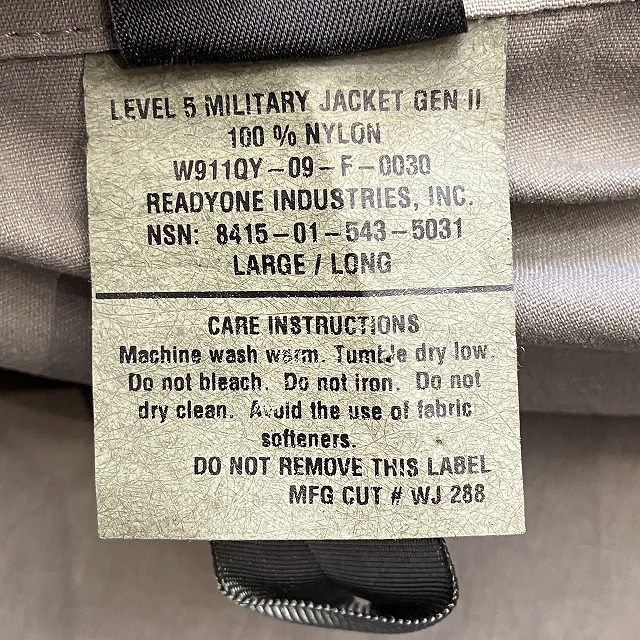 LEVEL 5 MILITARY JACKET GEN II
100 % NYLON
W911QY-09-F-0030
READYONE INDUSTRIES, INC.
NSN: 8415-01-543-5031
LARGE / LONG
CARE INSTRUCTIONS
Machine wash warm. Tumble dry low.
Do not bleach. Do not iron. Do not
dry clean. Avoid the use of fabric
softeners.
DO NOT REMOVE THIS LABEL
MFG CUT # WJ 288